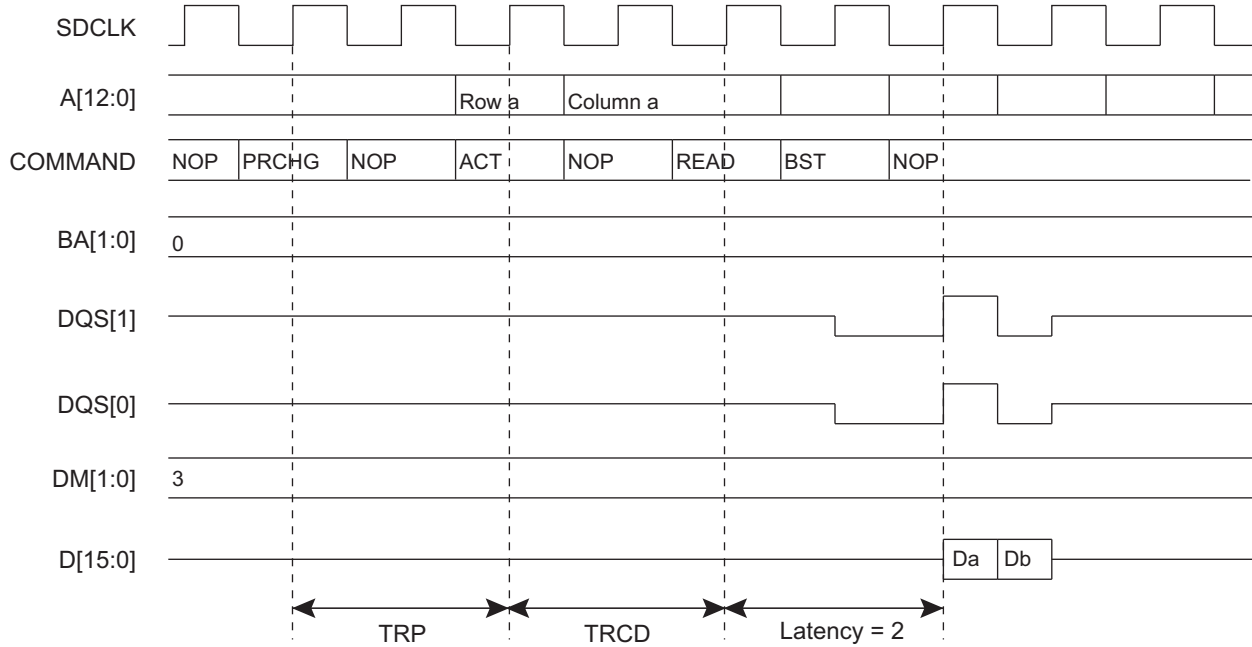 SDCLK
A[12:0] Row a Column a
COMMAND NOP PRCHG NOP ACT NOP READ BST NOP
BA[1:0] 0
DQS[1]
DQS[0]
DM[1:0] 3
D[15:0] Da Db
TRP TRCD Latency = 2